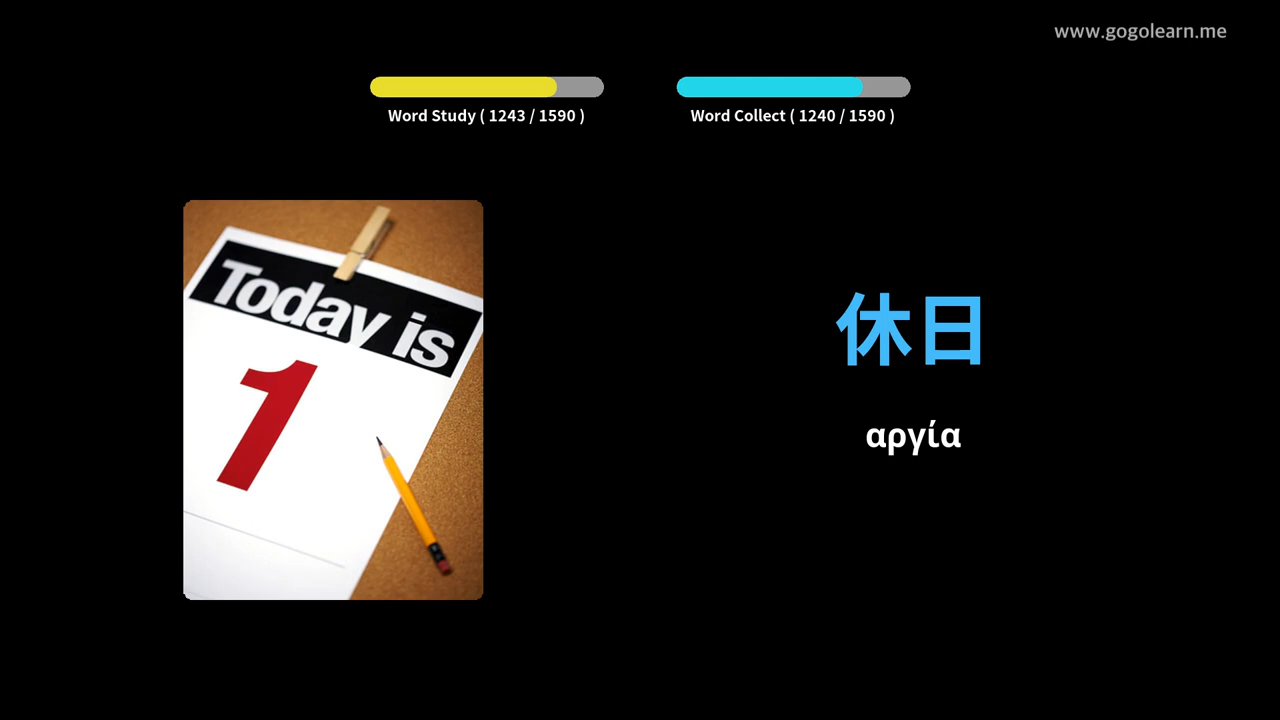 www.gogolearn.me
Word Study ( 1243 / 1590 )
Word Collect ( 1240 / 1590 )
Today is
1
休日
αργία